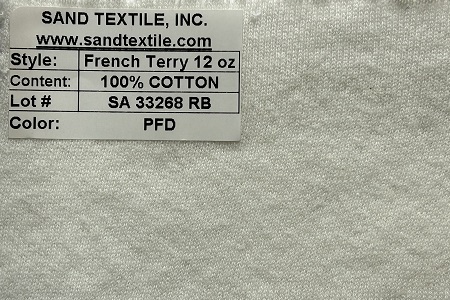 SAND TEXTILE, INC.
www.sandtextile.com
Style: French Terry 12 oz
Content: 100% COTTON
Lot # SA 33268 RB
Color: PFD